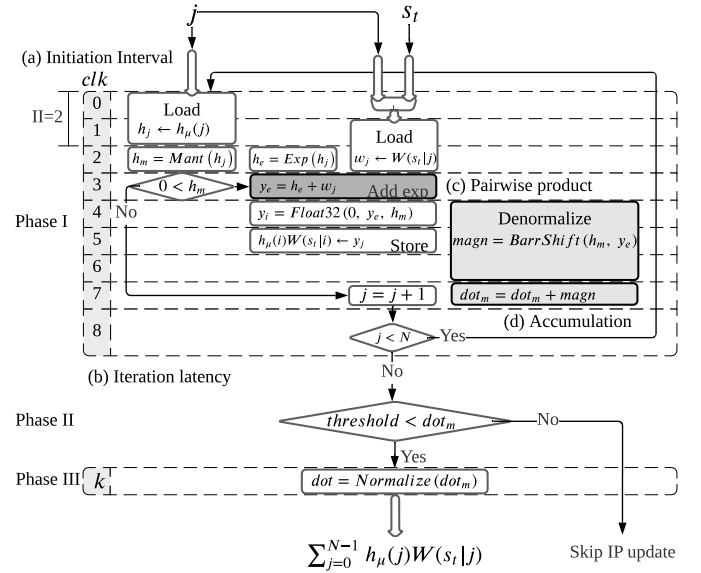 j
s_t
(a) Initiation Interval
clk
0
Load
h_j ← h_μ(j)
II=2
1
Load
w_j ← W(s_t|j)
2
h_m = Mant(h_j)
h_e = Exp(h_j)
3
0 < h_m
y_e = h_e + w_j
Add exp
(c) Pairwise product
No
Phase I
4
y_i = Float32(0, y_e, h_m)
Denormalize
magn = BarrShift(h_m, y_e)
5
h_μ(i)W(s_t|i) ← y_j
Store
6
7
j = j + 1
dot_m = dot_m + magn
(d) Accumulation
8
j < N
Yes
(b) Iteration latency
No
Phase II
threshold < dot_m
No
Yes
Phase III
k
dot = Normalize(dot_m)
∑_{j=0}^{N−1} h_μ(j)W(s_t|j)
Skip IP update